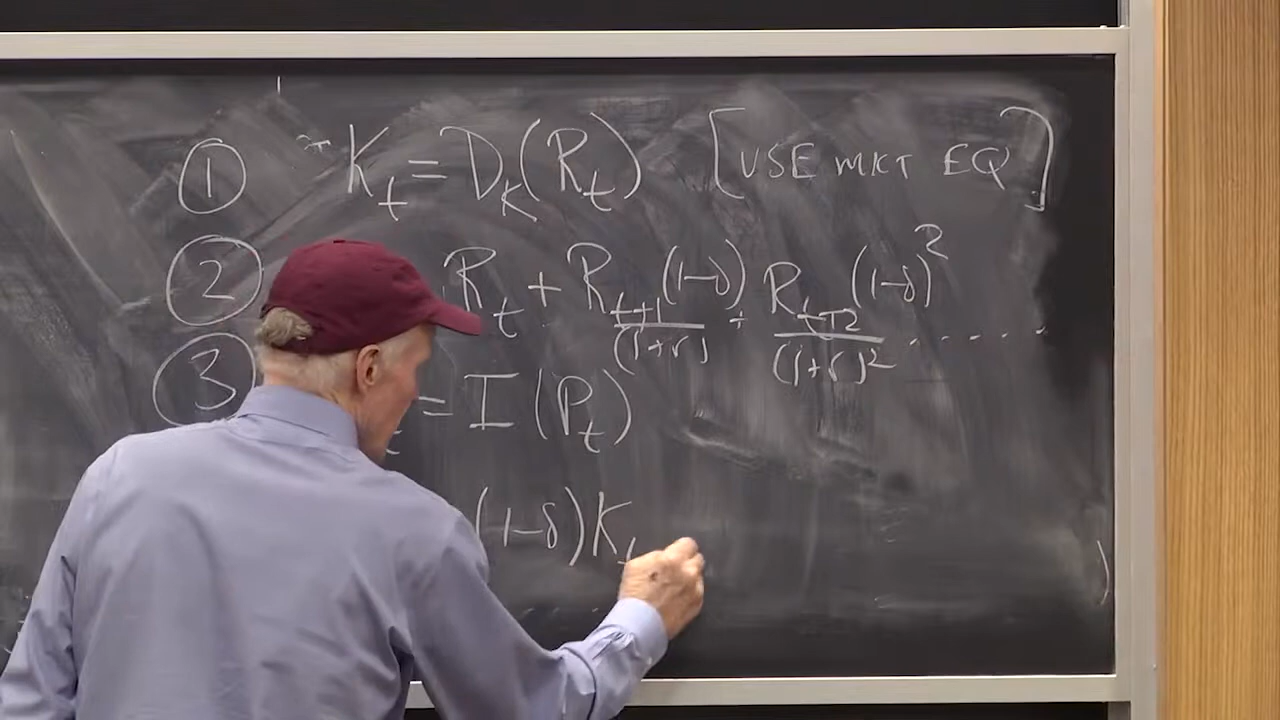 ① K_t = D_K(R_t) [USE MKT EQ]
② R_t + R_{t+1}(1-δ)/(1+r) + R_{t+2}(1-δ)^2/(1+r)^2 .....
③ t = I(P_t)
(1-δ)K_t